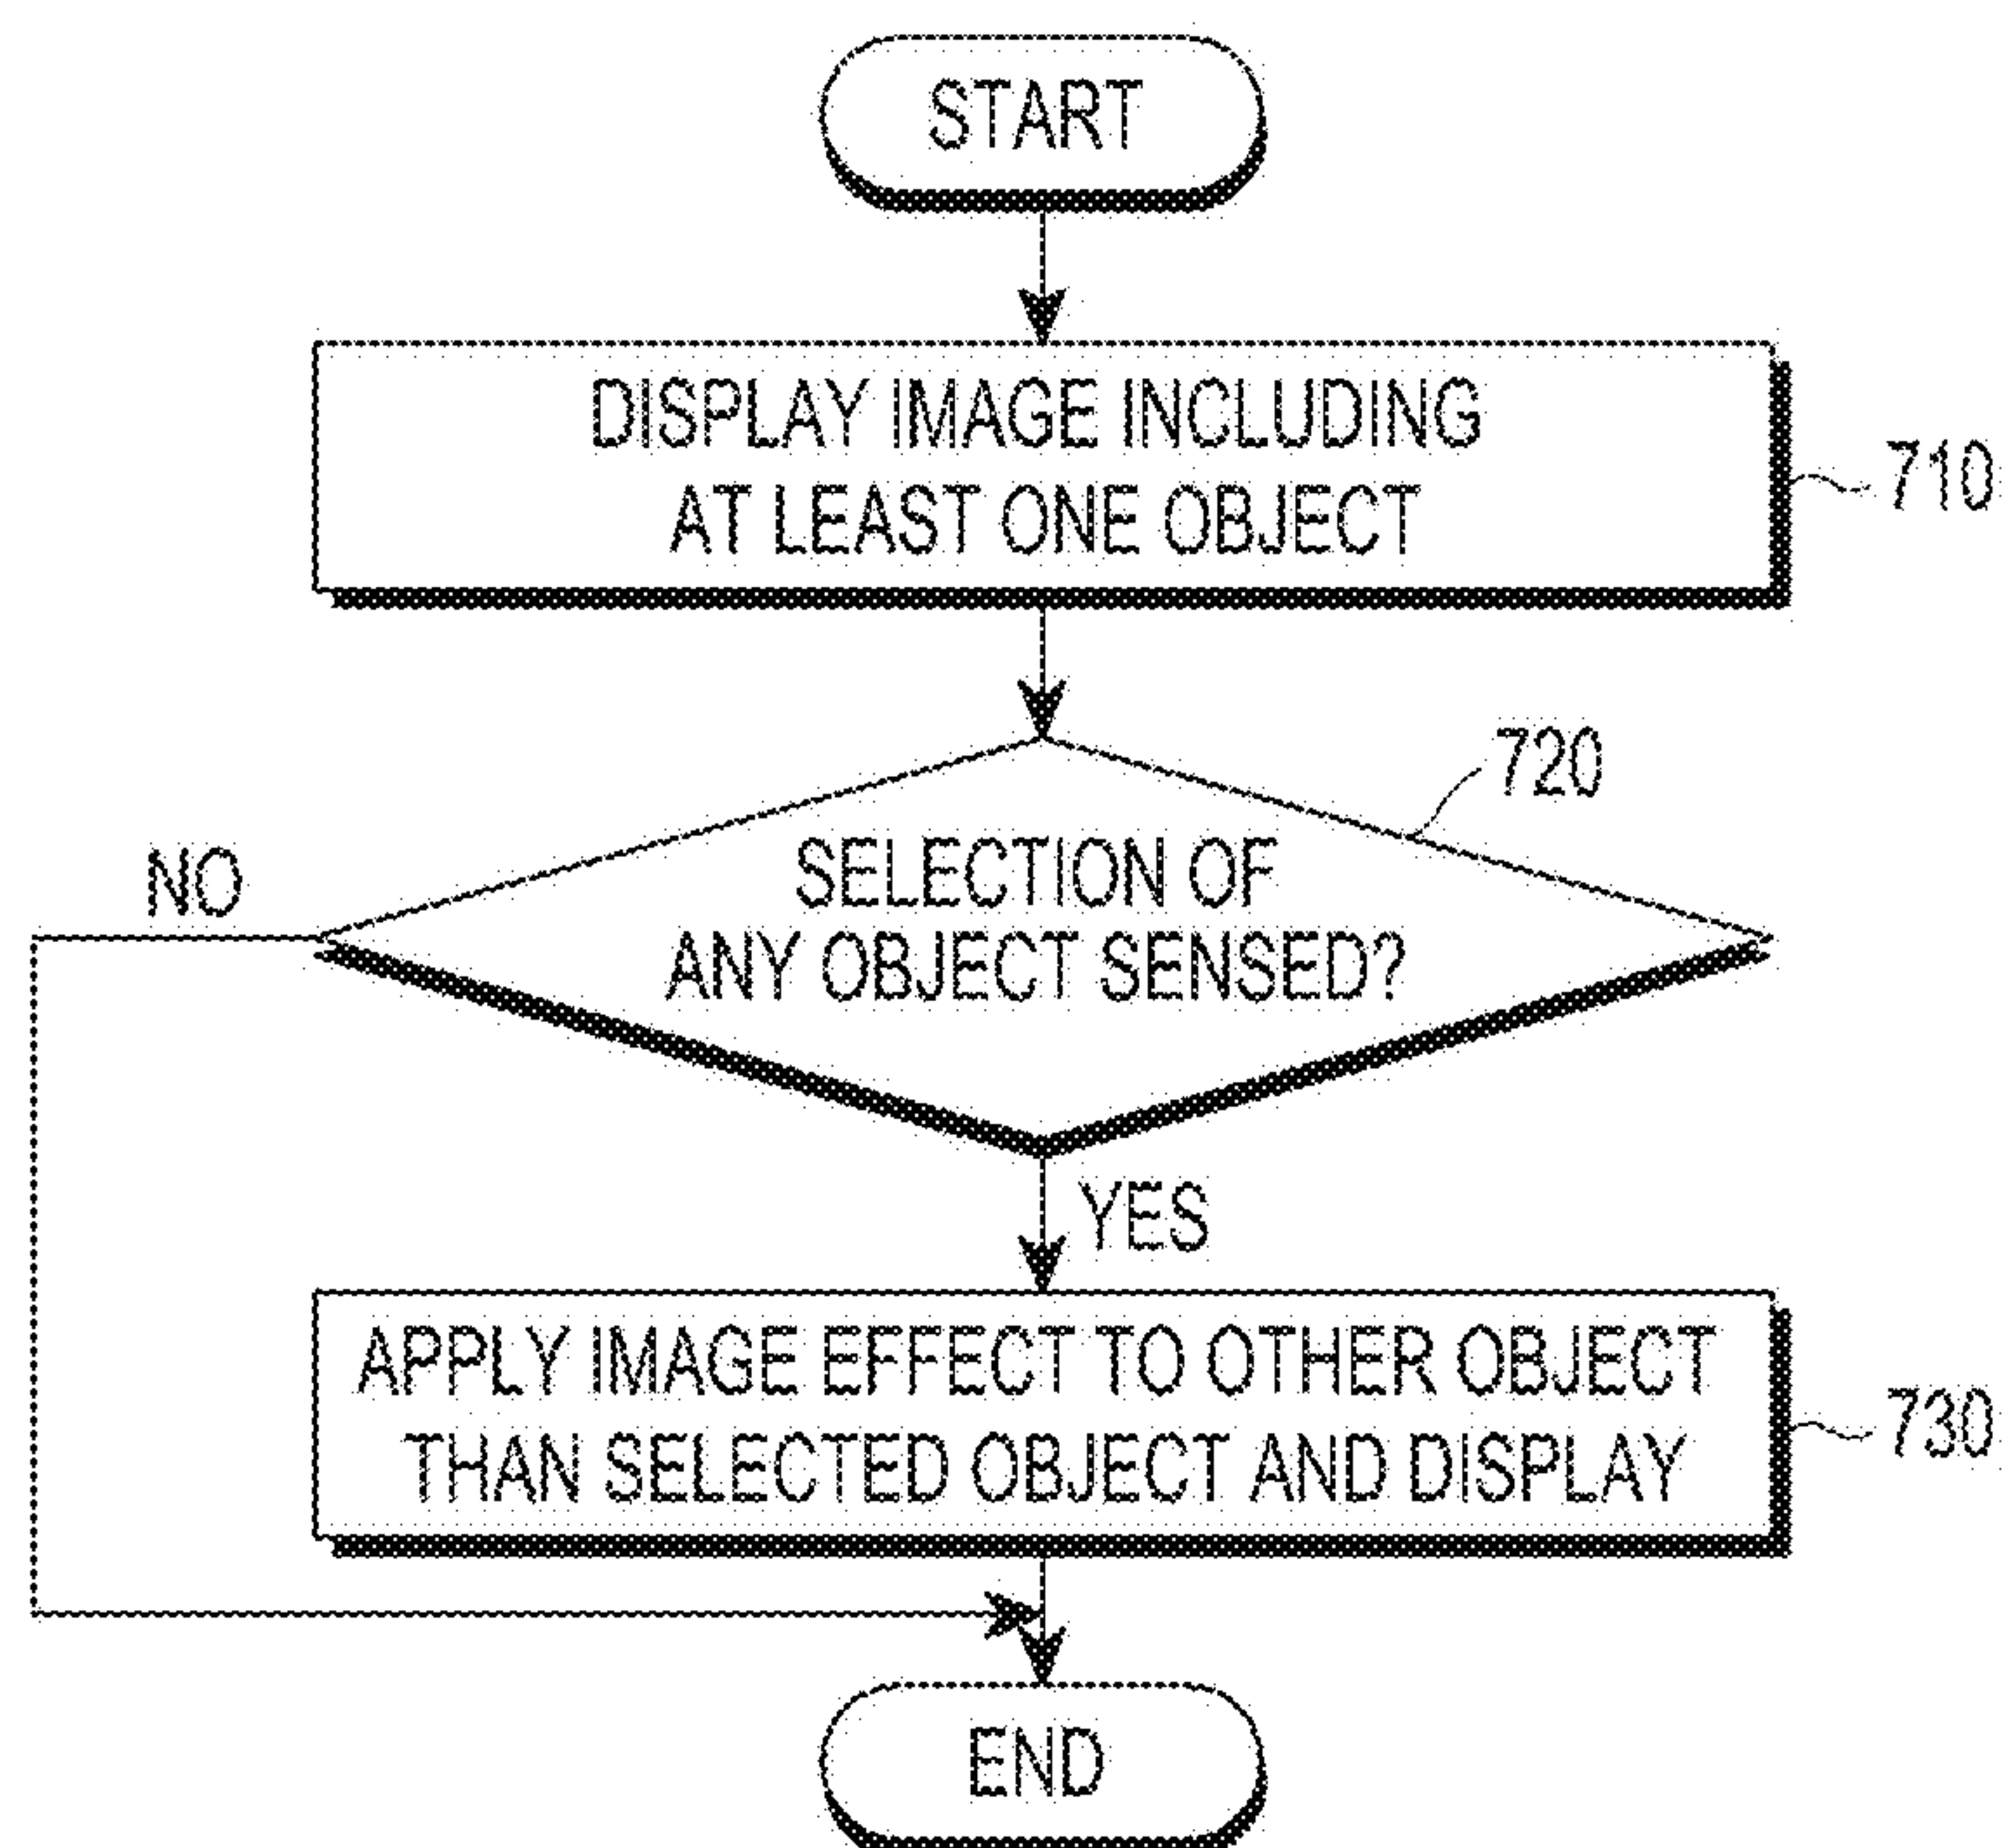 START
DISPLAY IMAGE INCLUDING
AT LEAST ONE OBJECT
710
720
NO
SELECTION OF
ANY OBJECT SENSED?
YES
APPLY IMAGE EFFECT TO OTHER OBJECT
THAN SELECTED OBJECT AND DISPLAY
730
END